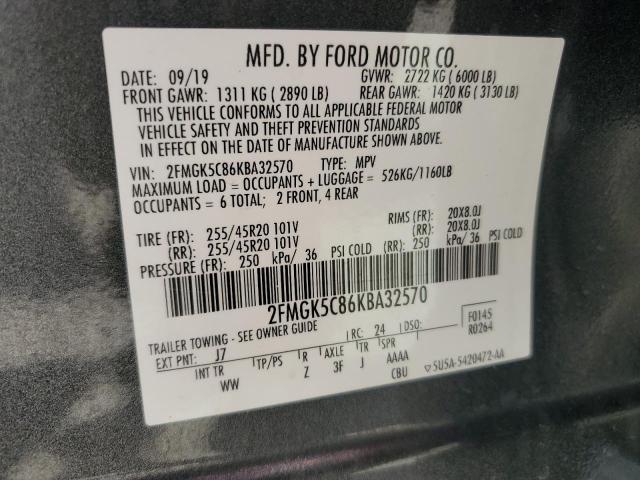 MFD. BY FORD MOTOR CO.
DATE: 09/19 GVWR: 2722 KG ( 6000 LB)
FRONT GAWR: 1311 KG ( 2890 LB) REAR GAWR: 1420 KG ( 3130 LB)
THIS VEHICLE CONFORMS TO ALL APPLICABLE FEDERAL MOTOR
VEHICLE SAFETY AND THEFT PREVENTION STANDARDS
IN EFFECT ON THE DATE OF MANUFACTURE SHOWN ABOVE.
VIN: 2FMGK5C86KBA32570 TYPE: MPV
MAXIMUM LOAD = OCCUPANTS + LUGGAGE = 526KG/1160LB
OCCUPANTS = 6 TOTAL; 2 FRONT, 4 REAR
TIRE (FR): 255/45R20 101V RIMS (FR): 20X8.0J
(RR): 255/45R20 101V (RR): 20X8.0J
PRESSURE (FR): 250 kPa/ 36 PSI COLD (RR): 250 kPa/ 36 PSI COLD
2FMGK5C86KBA32570
TRAILER TOWING - SEE OWNER GUIDE RC: 24 DSO: F0145
R0264
EXT PNT: J7 INT TR TP/PS R AXLE TR SPR
WW Z 3F J AAAA
CBU 5U5A-5420472-AA